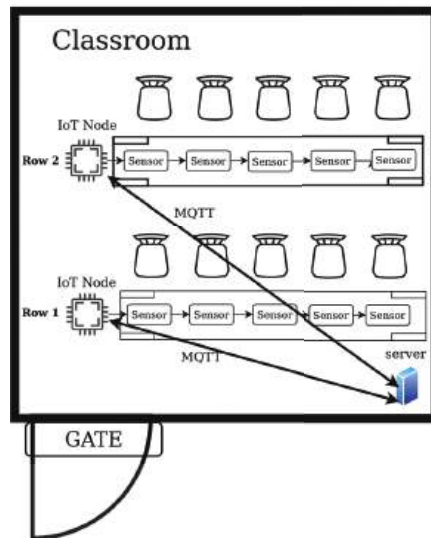 Classroom
IoT Node
Row 2
Sensor Sensor Sensor Sensor Sensor
MQTT
IoT Node
Row 1
Sensor Sensor Sensor Sensor Sensor
MQTT
server
GATE